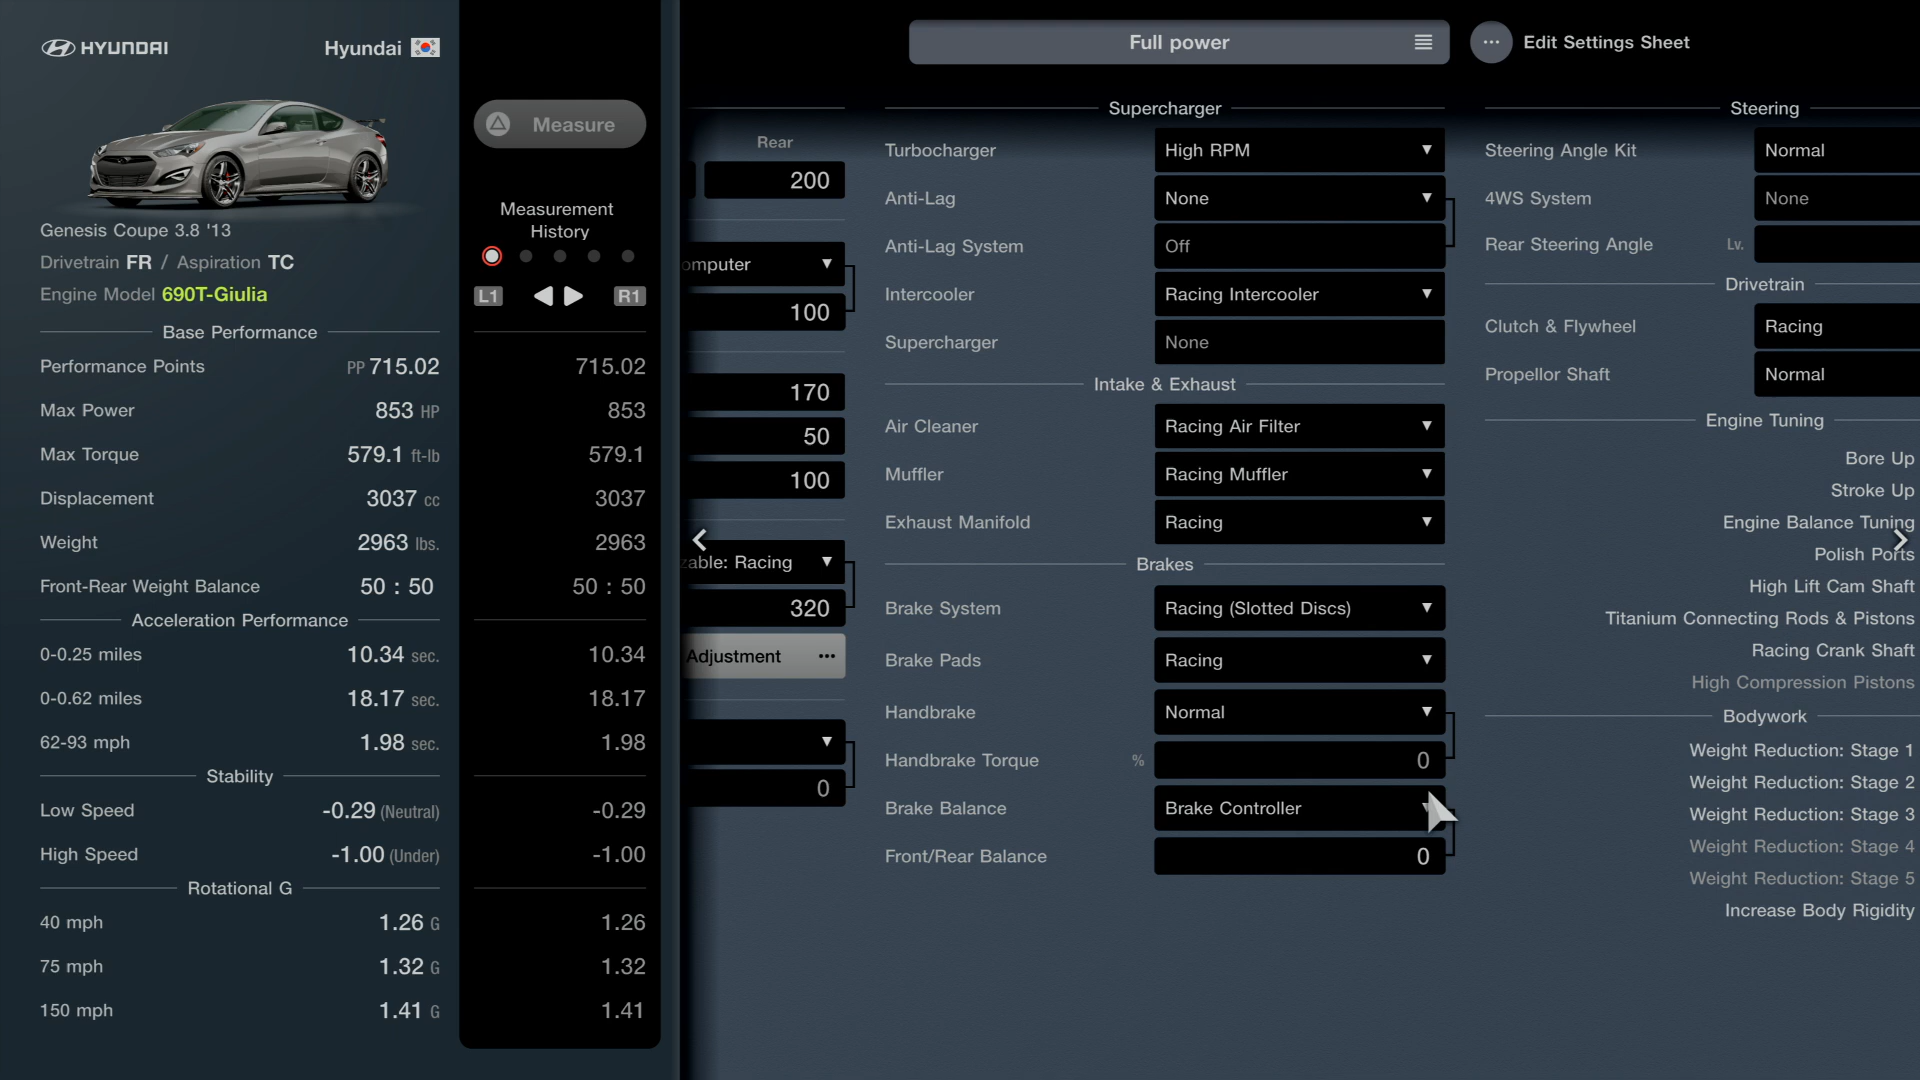 HYUNDAI
Hyundai
Genesis Coupe 3.8 '13
Drivetrain FR / Aspiration TC
Engine Model 690T-Giulia
Base Performance
Performance Points PP 715.02
Max Power 853 HP
Max Torque 579.1 ft-lb
Displacement 3037 cc
Weight 2963 lbs.
Front-Rear Weight Balance 50 : 50
Acceleration Performance
0-0.25 miles 10.34 sec.
0-0.62 miles 18.17 sec.
62-93 mph 1.98 sec.
Stability
Low Speed -0.29 (Neutral)
High Speed -1.00 (Under)
Rotational G
40 mph 1.26 G
75 mph 1.32 G
150 mph 1.41 G
Measure
Measurement
History
L1 R1
715.02
853
579.1
3037
2963
50 : 50
10.34
18.17
1.98
-0.29
-1.00
1.26
1.32
1.41
Full power
Edit Settings Sheet
Rear
200
omputer
100
170
50
100
zable: Racing
320
Adjustment
0
Supercharger
Turbocharger High RPM
Anti-Lag None
Anti-Lag System Off
Intercooler Racing Intercooler
Supercharger None
Intake & Exhaust
Air Cleaner Racing Air Filter
Muffler Racing Muffler
Exhaust Manifold Racing
Brakes
Brake System Racing (Slotted Discs)
Brake Pads Racing
Handbrake Normal
Handbrake Torque % 0
Brake Balance Brake Controller
Front/Rear Balance 0
Steering
Steering Angle Kit Normal
4WS System None
Rear Steering Angle Lv.
Drivetrain
Clutch & Flywheel Racing
Propellor Shaft Normal
Engine Tuning
Bore Up
Stroke Up
Engine Balance Tuning
Polish Ports
High Lift Cam Shaft
Titanium Connecting Rods & Pistons
Racing Crank Shaft
High Compression Pistons
Bodywork
Weight Reduction: Stage 1
Weight Reduction: Stage 2
Weight Reduction: Stage 3
Weight Reduction: Stage 4
Weight Reduction: Stage 5
Increase Body Rigidity